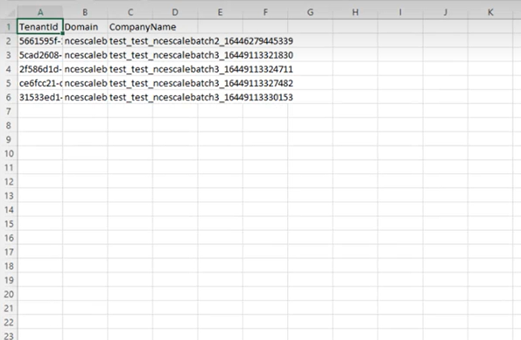 A B C D E F G H I J K
1 TenantId Domain CompanyName
2 5661595f- ncescaleb test_test_ncescalebatch2_16446279445339
3 5cad2608- ncescaleb test_test_ncescalebatch3_16449113321830
4 2f586d1d- ncescaleb test_test_ncescalebatch3_16449113324711
5 ce6fcc21- ncescaleb test_test_ncescalebatch3_16449113327482
6 31533ed1- ncescaleb test_test_ncescalebatch3_16449113330153
7
8
9
10
11
12
13
14
15
16
17
18
19
20
21
22
23